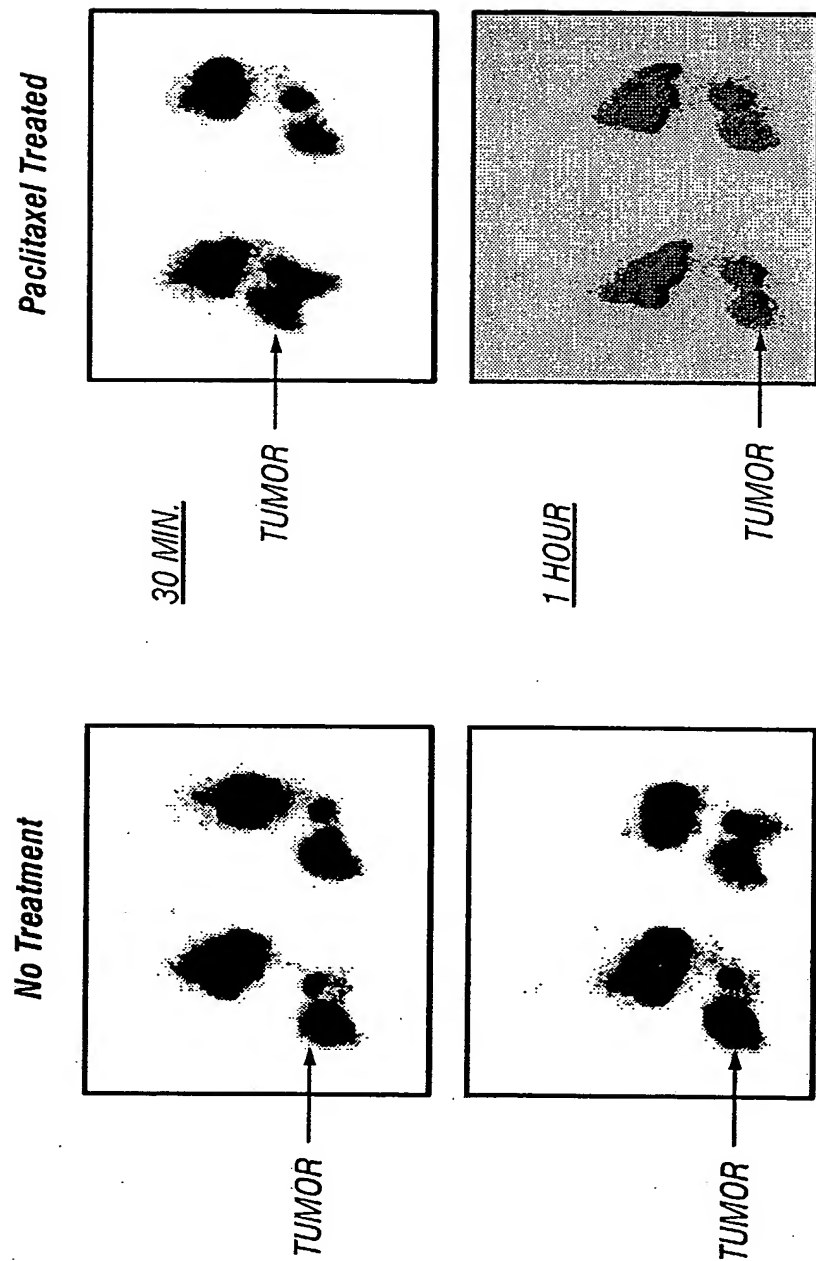 No Treatment
Paclitaxel Treated
30 MIN.
TUMOR
TUMOR
1 HOUR
TUMOR
TUMOR